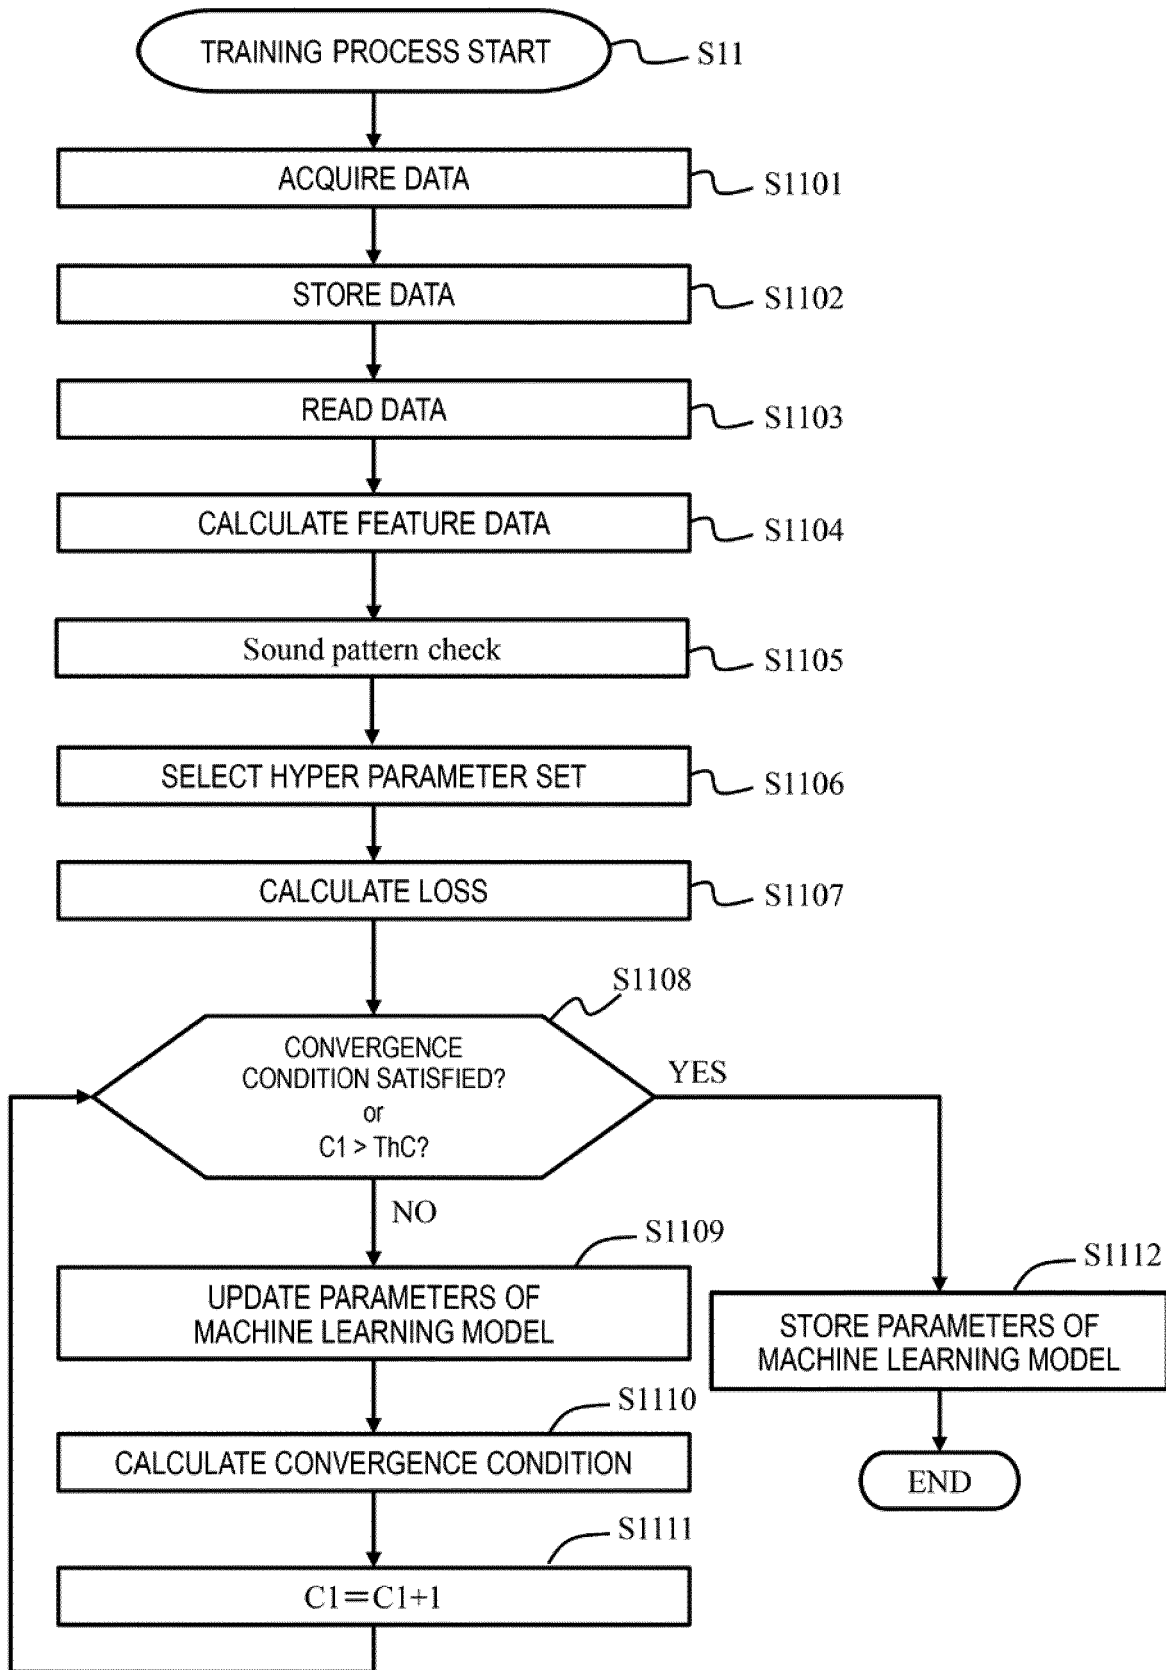 TRAINING PROCESS START
S11
ACQUIRE DATA
S1101
STORE DATA
S1102
READ DATA
S1103
CALCULATE FEATURE DATA
S1104
Sound pattern check
S1105
SELECT HYPER PARAMETER SET
S1106
CALCULATE LOSS
S1107
S1108
CONVERGENCE
CONDITION SATISFIED?
or
C1 > ThC?
YES
NO
S1109
UPDATE PARAMETERS OF
MACHINE LEARNING MODEL
S1112
STORE PARAMETERS OF
MACHINE LEARNING MODEL
S1110
CALCULATE CONVERGENCE CONDITION
END
S1111
C1=C1+1